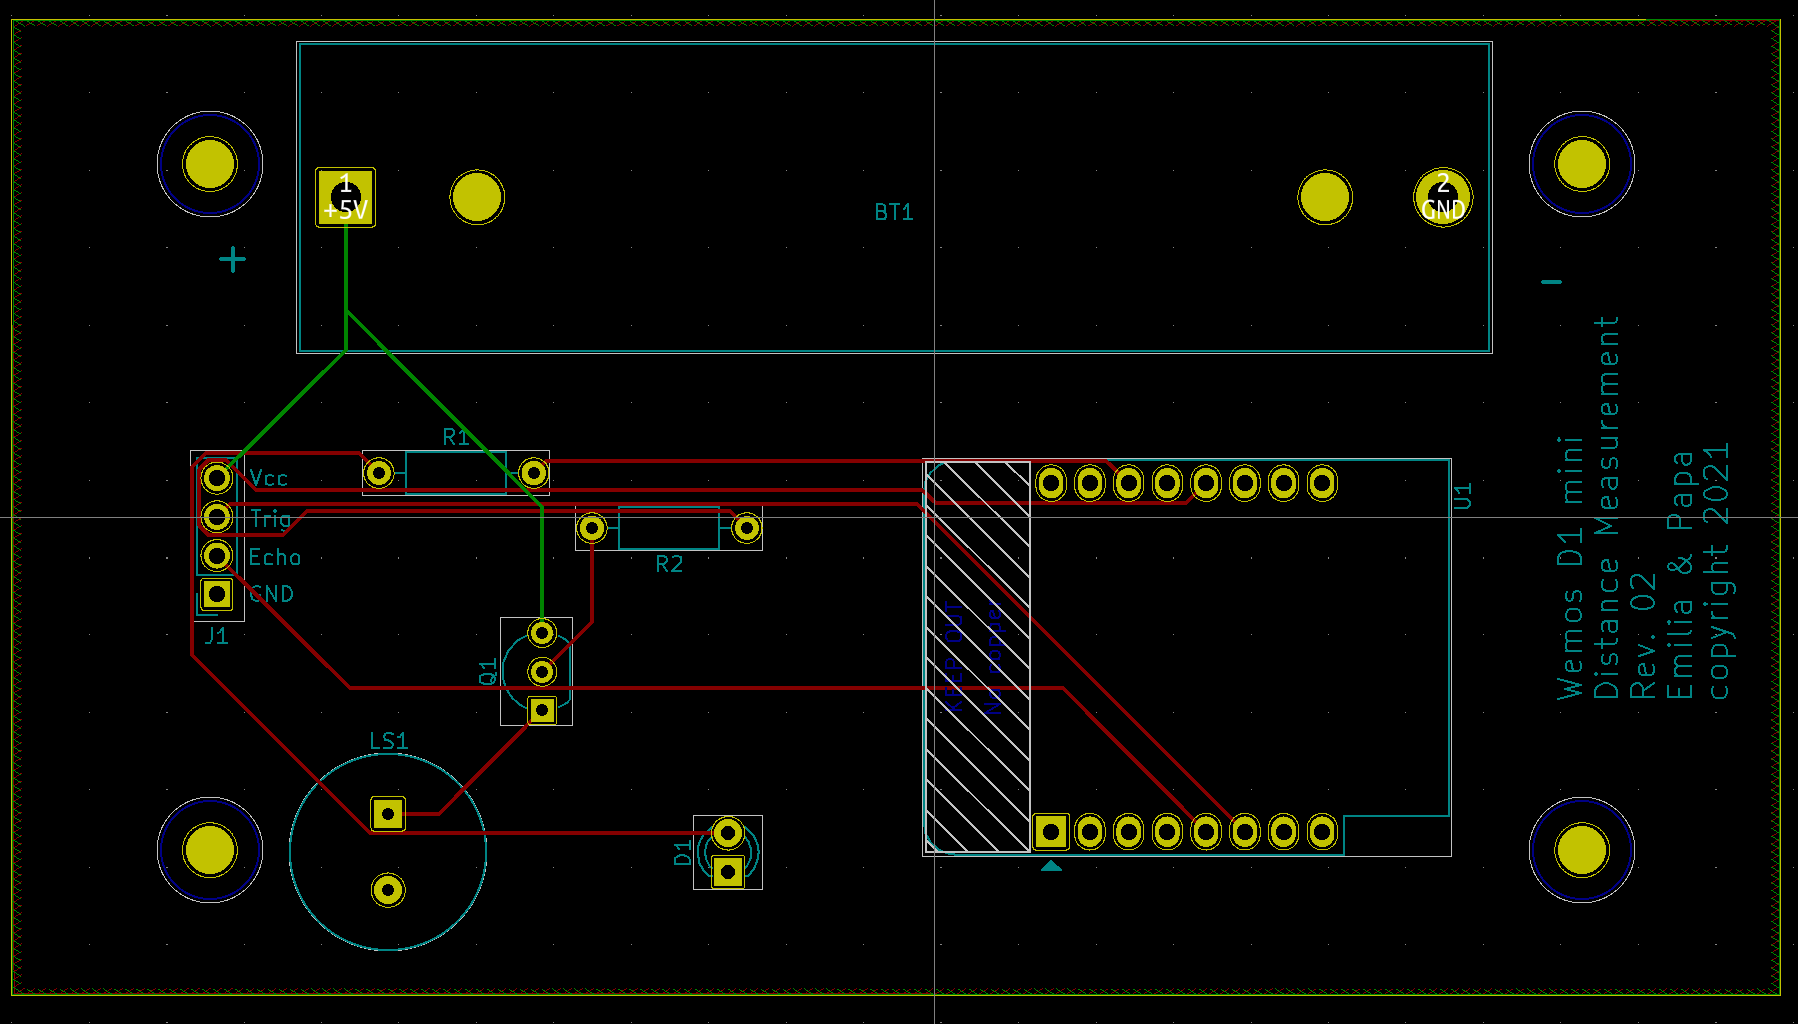 1
+5V
2
GND
BT1
+
-
R1
Vcc
Trig
Echo
GND
J1
R2
Q1
LS1
D1
U1
KEEP OUT
No copper
Wemos D1 mini
Distance Measurement
Rev. 02
Emilia & Papa
copyright 2021